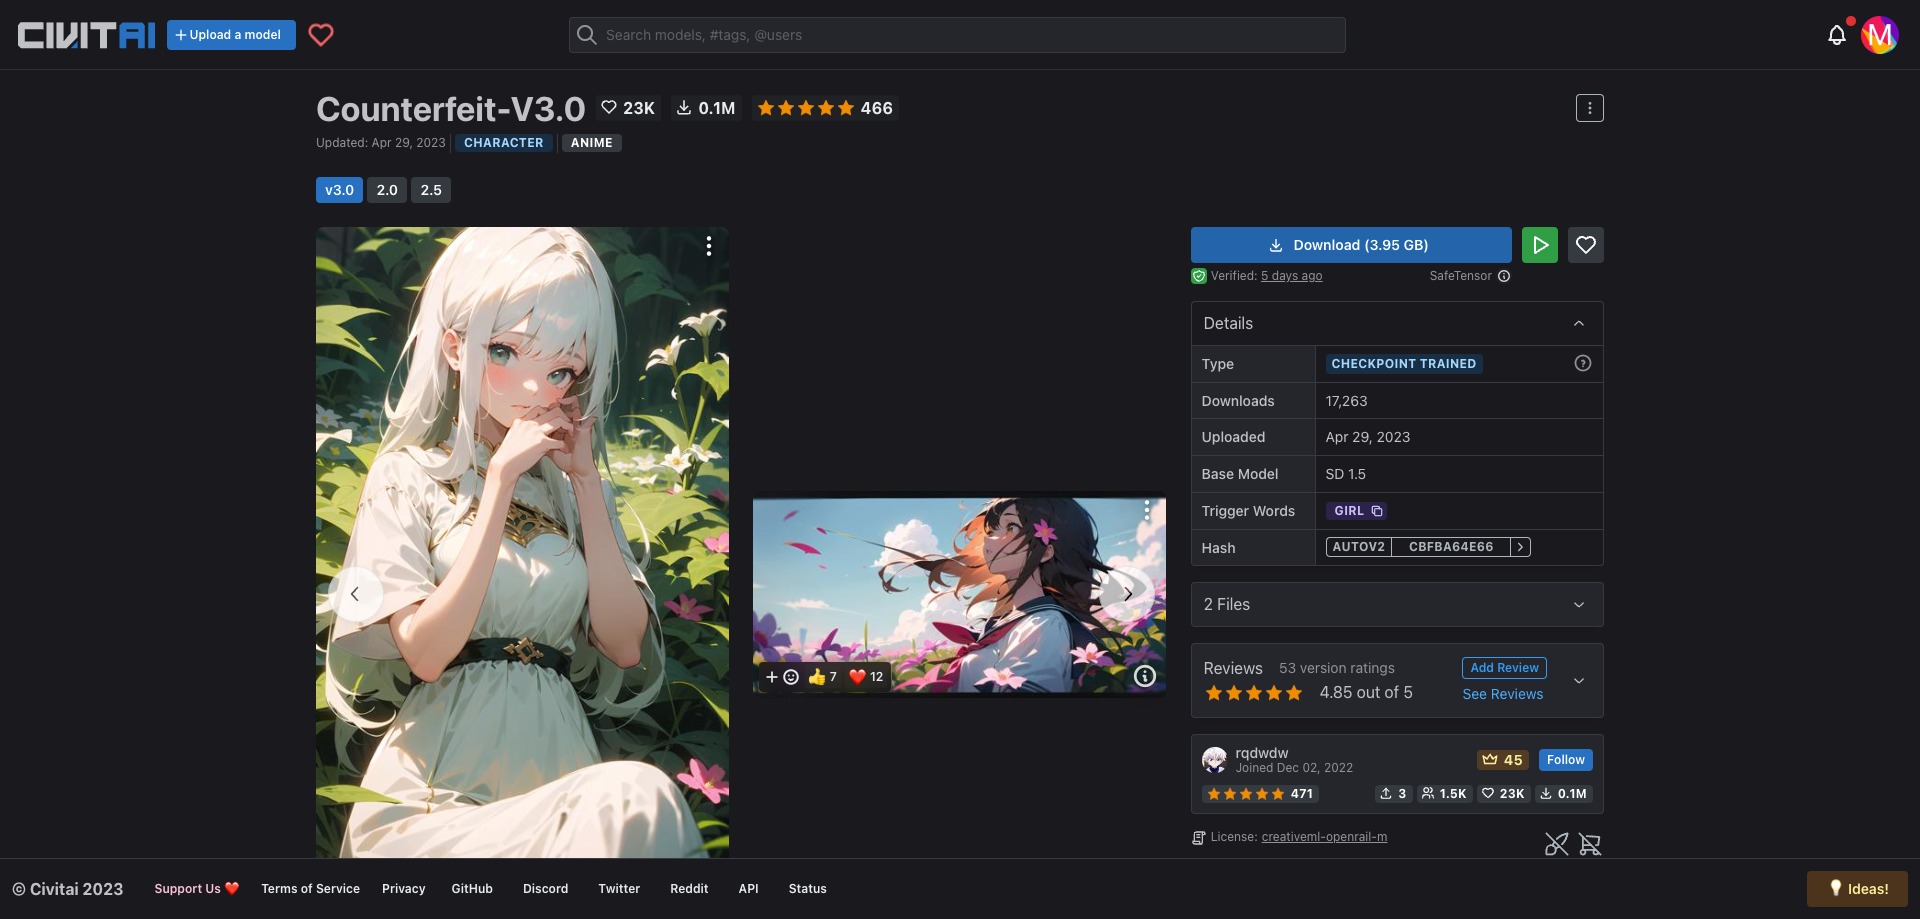 CIVITAI
Upload a model
Search models, #tags, @users
M
Counterfeit-V3.0 23K 0.1M 466
Updated: Apr 29, 2023 CHARACTER ANIME
v3.0 2.0 2.5
Download (3.95 GB)
Verified: 5 days ago SafeTensor
Details
Type CHECKPOINT TRAINED
Downloads 17,263
Uploaded Apr 29, 2023
Base Model SD 1.5
Trigger Words GIRL
Hash AUTOV2 CBFBA64E66
2 Files
Reviews 53 version ratings Add Review
4.85 out of 5 See Reviews
7 12
rqdwdw 45 Follow
Joined Dec 02, 2022
471 3 1.5K 23K 0.1M
License: creativeml-openrail-m
© Civitai 2023 Support Us ❤️ Terms of Service Privacy GitHub Discord Twitter Reddit API Status Ideas!